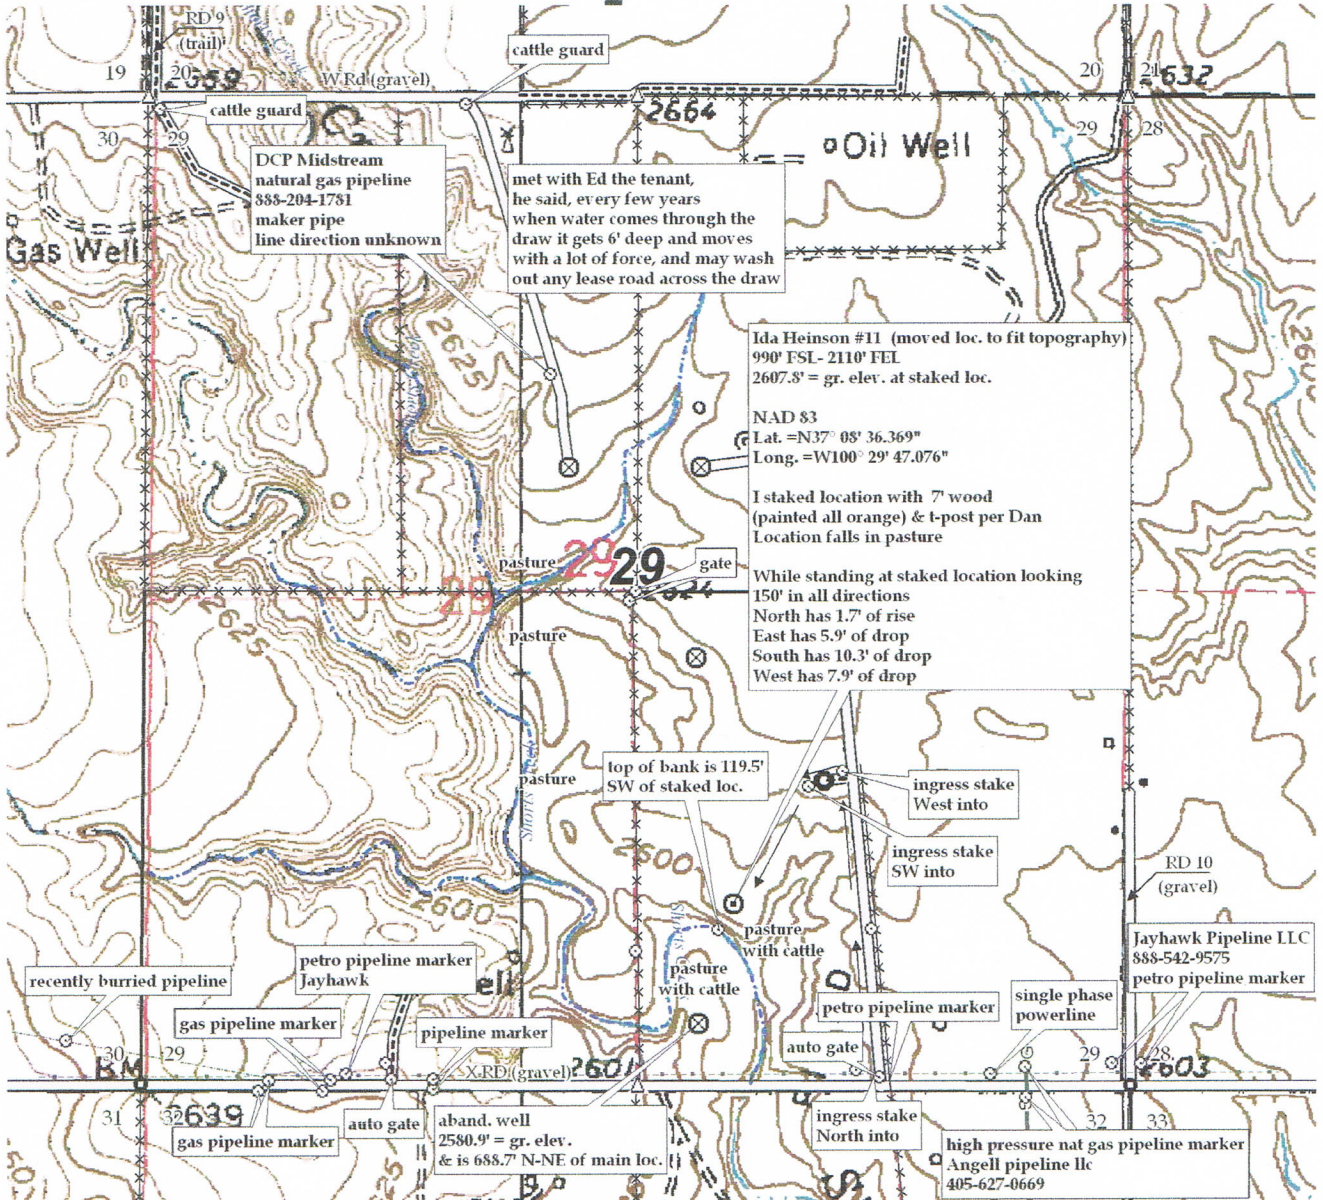 RD 9
(trail)
cattle guard
19
20
2659
W Rd (gravel)
20
21
2632
cattle guard
30
29
2664
29
28
Oil Well
DCP Midstream
natural gas pipeline
888-204-1781
maker pipe
line direction unknown
met with Ed the tenant,
he said, every few years
when water comes through the
draw it gets 6' deep and moves
with a lot of force, and may wash
out any lease road across the draw
Gas Well
2625
Ida Heinson #11 (moved loc. to fit topography)
990' FSL- 2110' FEL
2607.8' = gr. elev. at staked loc.
NAD 83
Lat. =N37° 08' 36.369"
Long. =W100° 29' 47.076"
I staked location with 7' wood
(painted all orange) & t-post per Dan
Location falls in pasture
While standing at staked location looking
150' in all directions
North has 1.7' of rise
East has 5.9' of drop
South has 10.3' of drop
West has 7.9' of drop
pasture
29
29
gate
29
2624
2625
pasture
pasture
top of bank is 119.5'
SW of staked loc.
ingress stake
West into
ingress stake
SW into
2600
RD 10
(gravel)
2600
pasture
with cattle
pasture
with cattle
Jayhawk Pipeline LLC
888-542-9575
petro pipeline marker
petro pipeline marker
Jayhawk
ell
recently burried pipeline
gas pipeline marker
pipeline marker
petro pipeline marker
single phase
powerline
auto gate
30
29
BM
X RD (gravel)
2601
29
28
2603
31
32
2639
gas pipeline marker
auto gate
aband. well
2580.9' = gr. elev.
& is 688.7' N-NE of main loc.
ingress stake
North into
32
33
high pressure nat gas pipeline marker
Angell pipeline llc
405-627-0669
2625